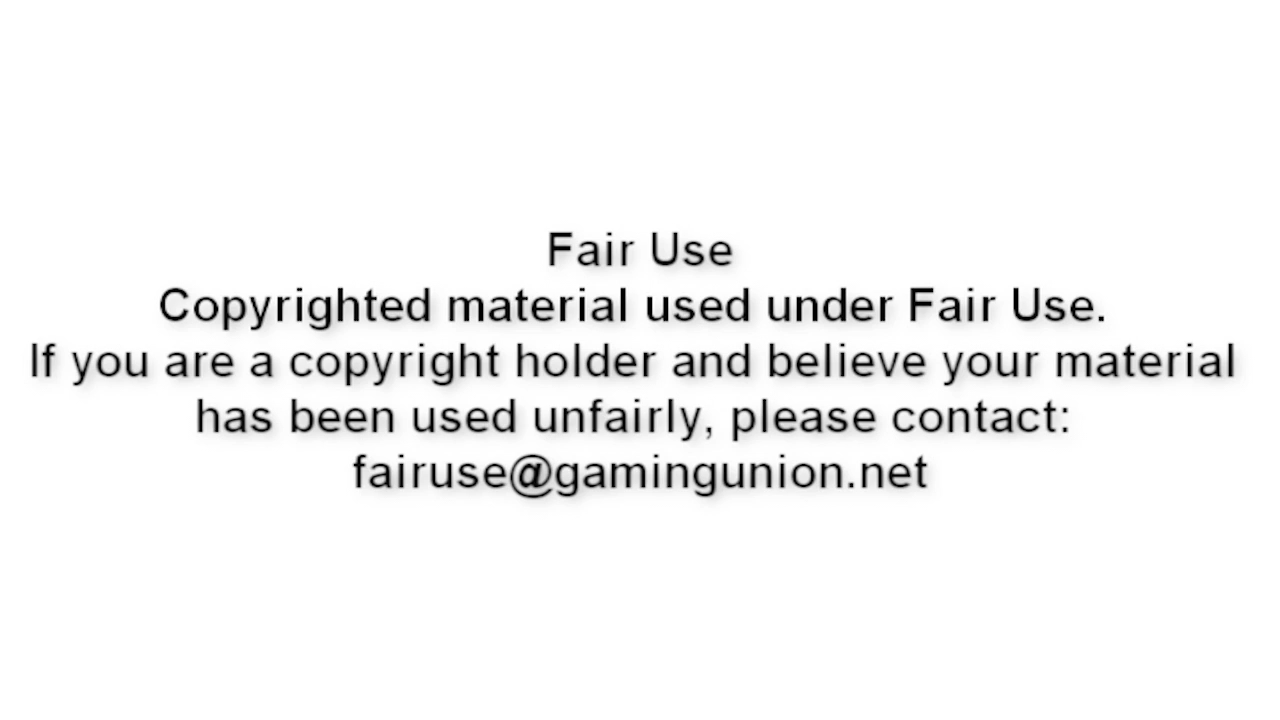 Fair Use
Copyrighted material used under Fair Use.
If you are a copyright holder and believe your material
has been used unfairly, please contact:
fairuse@gamingunion.net